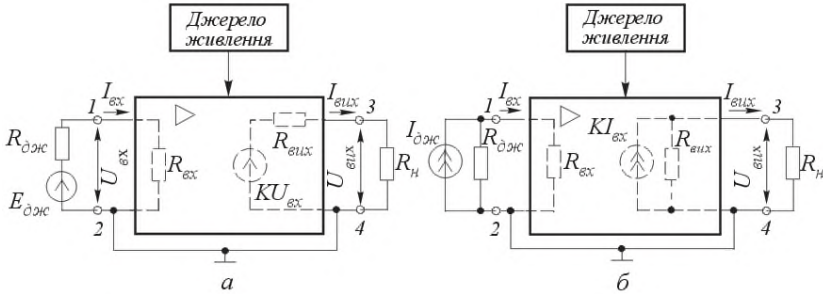 Джерело
живлення
I вх
I вих
1
3
R дж
U вх
R вх
R вих
U вих
R н
E дж
KU вх
2
4
а
Джерело
живлення
I вх
I вих
1
3
I дж
R дж
R вх
KI вх
R вих
U вих
R н
2
4
б